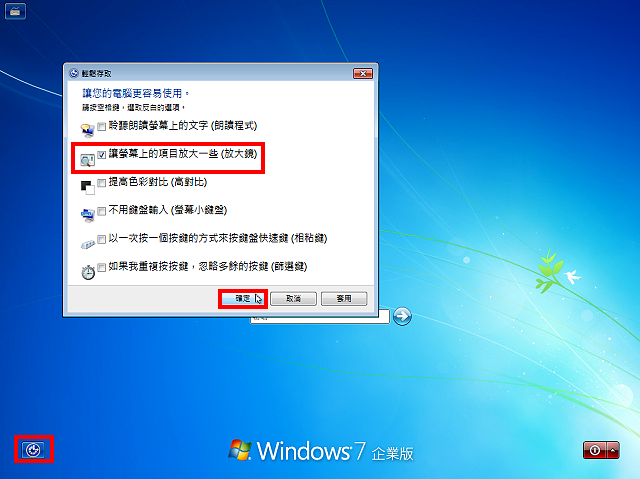 輕鬆存取
讓您的電腦更容易使用。
請按空格鍵，選取反白的選項。
聆聽朗讀螢幕上的文字 (朗讀程式)
讓螢幕上的項目放大一些 (放大鏡)
提高色彩對比 (高對比)
不用鍵盤輸入 (螢幕小鍵盤)
以一次按一個按鍵的方式來按鍵盤快速鍵 (相粘鍵)
如果我重複按按鍵，忽略多餘的按鍵 (篩選鍵)
確定 取消 套用
Windows 7 企業版